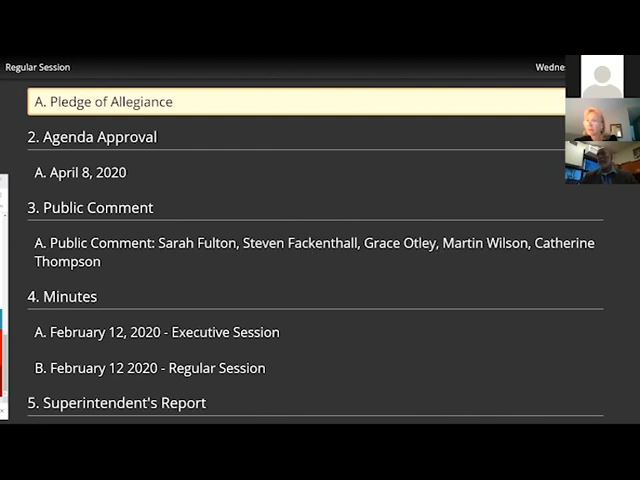 Regular Session
Wednes
A. Pledge of Allegiance
2. Agenda Approval
A. April 8, 2020
3. Public Comment
A. Public Comment: Sarah Fulton, Steven Fackenthall, Grace Otley, Martin Wilson, Catherine
Thompson
4. Minutes
A. February 12, 2020 - Executive Session
B. February 12 2020 - Regular Session
5. Superintendent's Report